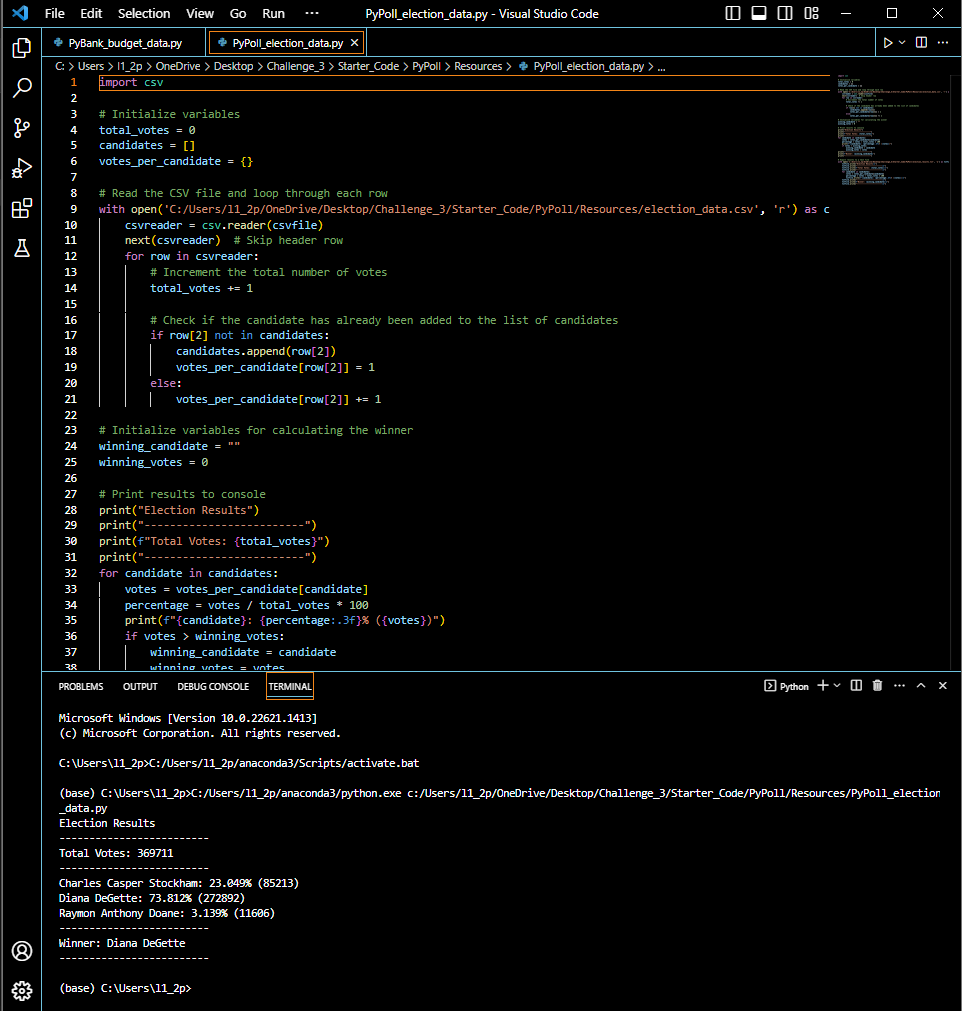 File Edit Selection View Go Run ··· PyPoll_election_data.py - Visual Studio Code
PyBank_budget_data.py PyPoll_election_data.py
C: > Users > l1_2p > OneDrive > Desktop > Challenge_3 > Starter_Code > PyPoll > Resources > PyPoll_election_data.py > ...
1 import csv
2
3 # Initialize variables
4 total_votes = 0
5 candidates = []
6 votes_per_candidate = {}
7
8 # Read the CSV file and loop through each row
9 with open('C:/Users/l1_2p/OneDrive/Desktop/Challenge_3/Starter_Code/PyPoll/Resources/election_data.csv', 'r') as c
10     csvreader = csv.reader(csvfile)
11     next(csvreader)  # Skip header row
12     for row in csvreader:
13         # Increment the total number of votes
14         total_votes += 1
15
16         # Check if the candidate has already been added to the list of candidates
17         if row[2] not in candidates:
18             candidates.append(row[2])
19             votes_per_candidate[row[2]] = 1
20         else:
21             votes_per_candidate[row[2]] += 1
22
23 # Initialize variables for calculating the winner
24 winning_candidate = ""
25 winning_votes = 0
26
27 # Print results to console
28 print("Election Results")
29 print("-------------------------")
30 print(f"Total Votes: {total_votes}")
31 print("-------------------------")
32 for candidate in candidates:
33     votes = votes_per_candidate[candidate]
34     percentage = votes / total_votes * 100
35     print(f"{candidate}: {percentage:.3f}% ({votes})")
36     if votes > winning_votes:
37         winning_candidate = candidate
38         winning_votes = votes
PROBLEMS OUTPUT DEBUG CONSOLE TERMINAL Python
Microsoft Windows [Version 10.0.22621.1413]
(c) Microsoft Corporation. All rights reserved.
C:\Users\l1_2p>C:/Users/l1_2p/anaconda3/Scripts/activate.bat
(base) C:\Users\l1_2p>C:/Users/l1_2p/anaconda3/python.exe c:/Users/l1_2p/OneDrive/Desktop/Challenge_3/Starter_Code/PyPoll/Resources/PyPoll_election
_data.py
Election Results
-------------------------
Total Votes: 369711
-------------------------
Charles Casper Stockham: 23.049% (85213)
Diana DeGette: 73.812% (272892)
Raymon Anthony Doane: 3.139% (11606)
-------------------------
Winner: Diana DeGette
-------------------------
(base) C:\Users\l1_2p>